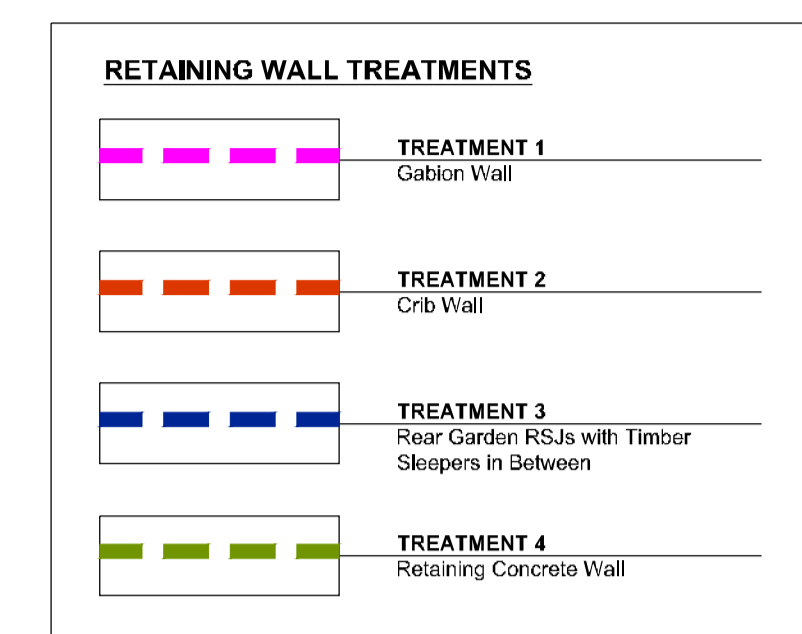 RETAINING WALL TREATMENTS
TREATMENT 1
Gabion Wall
TREATMENT 2
Crib Wall
TREATMENT 3
Rear Garden RSJs with Timber
Sleepers in Between
TREATMENT 4
Retaining Concrete Wall